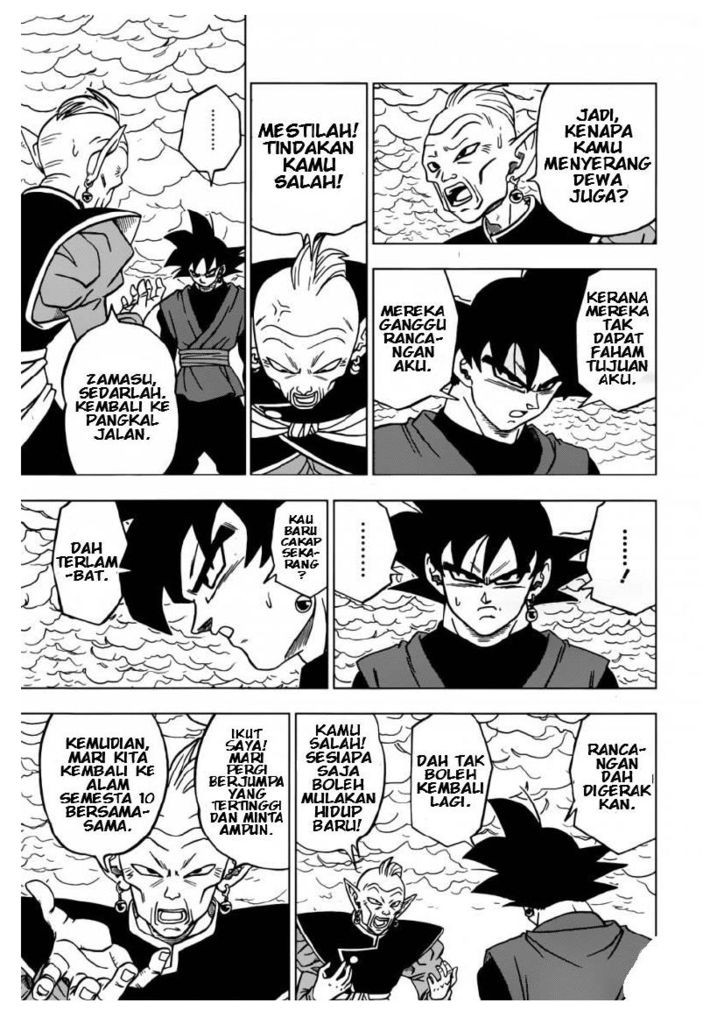 JADI,
KENAPA
KAMU
MENYERANG
DEWA
JUGA?
KERANA
MEREKA
TAK
DAPAT
FAHAM
TUJUAN
AKU.
MEREKA
GANGGU
RANCA-
NGAN
AKU.
MESTILAH!
TINDAKAN
KAMU
SALAH!
........
ZAMASU,
SEDARLAH.
KEMBALI KE
PANGKAL
JALAN.
......!
........
KAU
BARU
CAKAP
SEKA-
RANG
?
DAH
TERLAM
-BAT.
RANCA-
NGAN
DAH
DIGERAK
KAN.
DAH TAK
BOLEH
KEMBALI
LAGI.
KAMU
SALAH!
SESIAPA
SAJA
BOLEH
MULAKAN
HIDUP
BARU!
IKUT
SAYA!
MARI
PERGI
BERJUMPA
YANG
TERTINGGI
DAN MINTA
AMPUN.
KEMUDIAN,
MARI KITA
KEMBALI KE
ALAM
SEMESTA 10
BERSAMA-
SAMA.